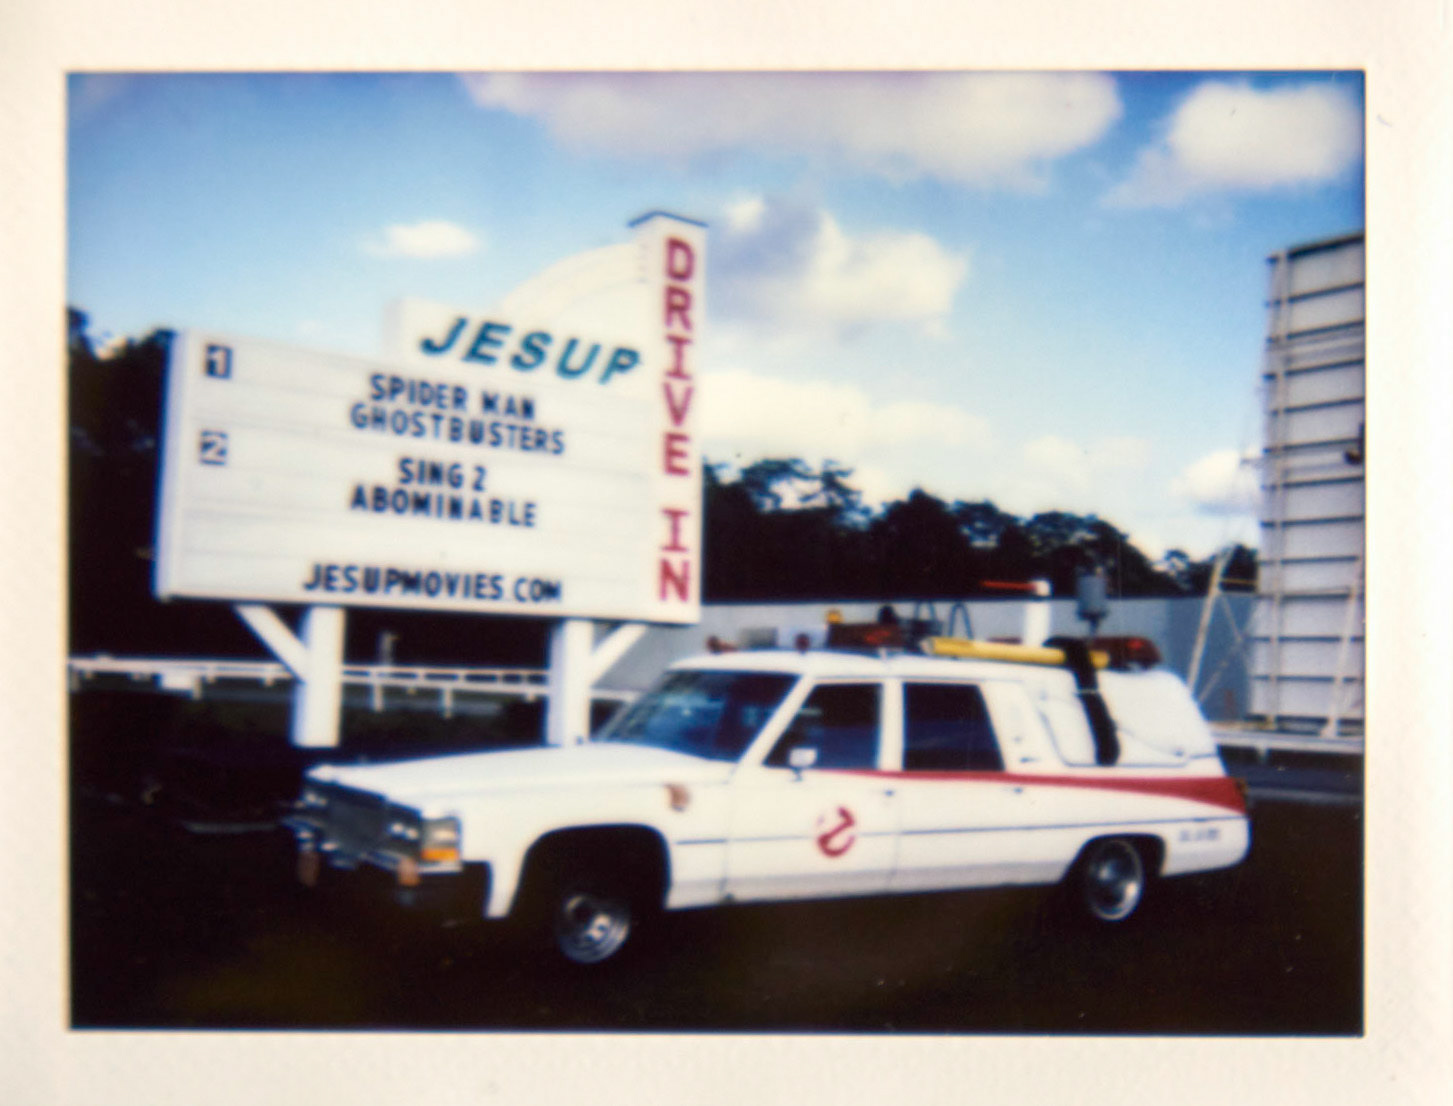 JESUP
DRIVE IN
1
SPIDER MAN
GHOSTBUSTERS
2
SING 2
ABOMINABLE
JESUPMOVIES.COM